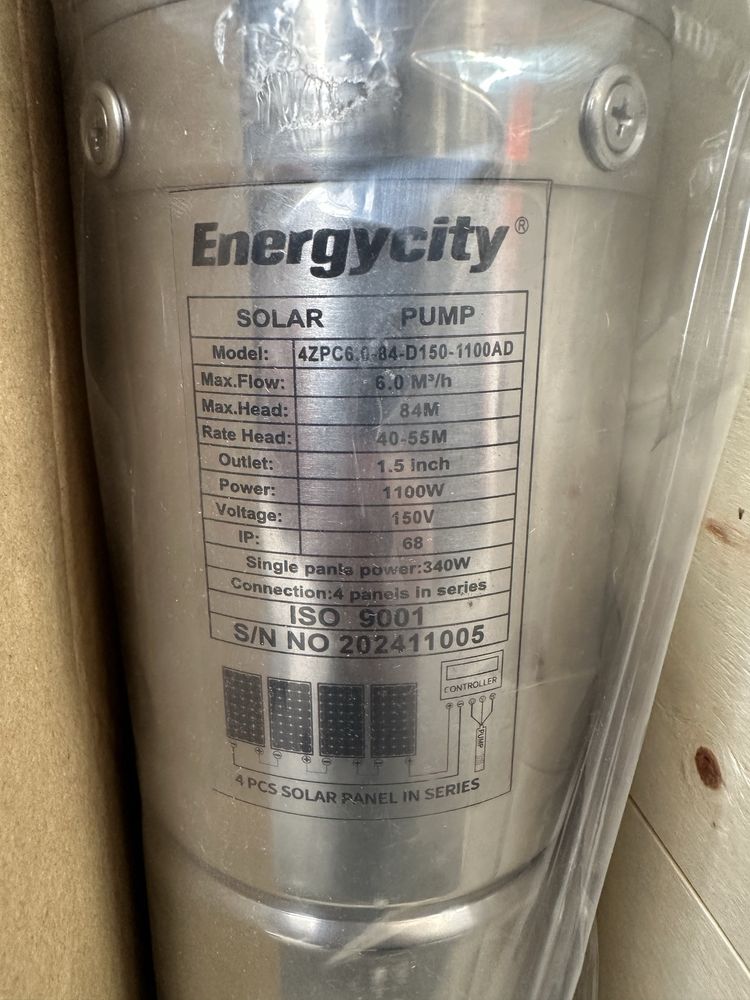 Energycity®
SOLAR PUMP
Model: 4ZPC6.0-84-D150-1100AD
Max.Flow: 6.0 M³/h
Max.Head: 84M
Rate Head: 40-55M
Outlet: 1.5 inch
Power: 1100W
Voltage: 150V
IP: 68
Single panle power:340W
Connection:4 panels in series
ISO 9001
S/N NO 202411005
CONTROLLER
PUMP
4 PCS SOLAR PANEL IN SERIES